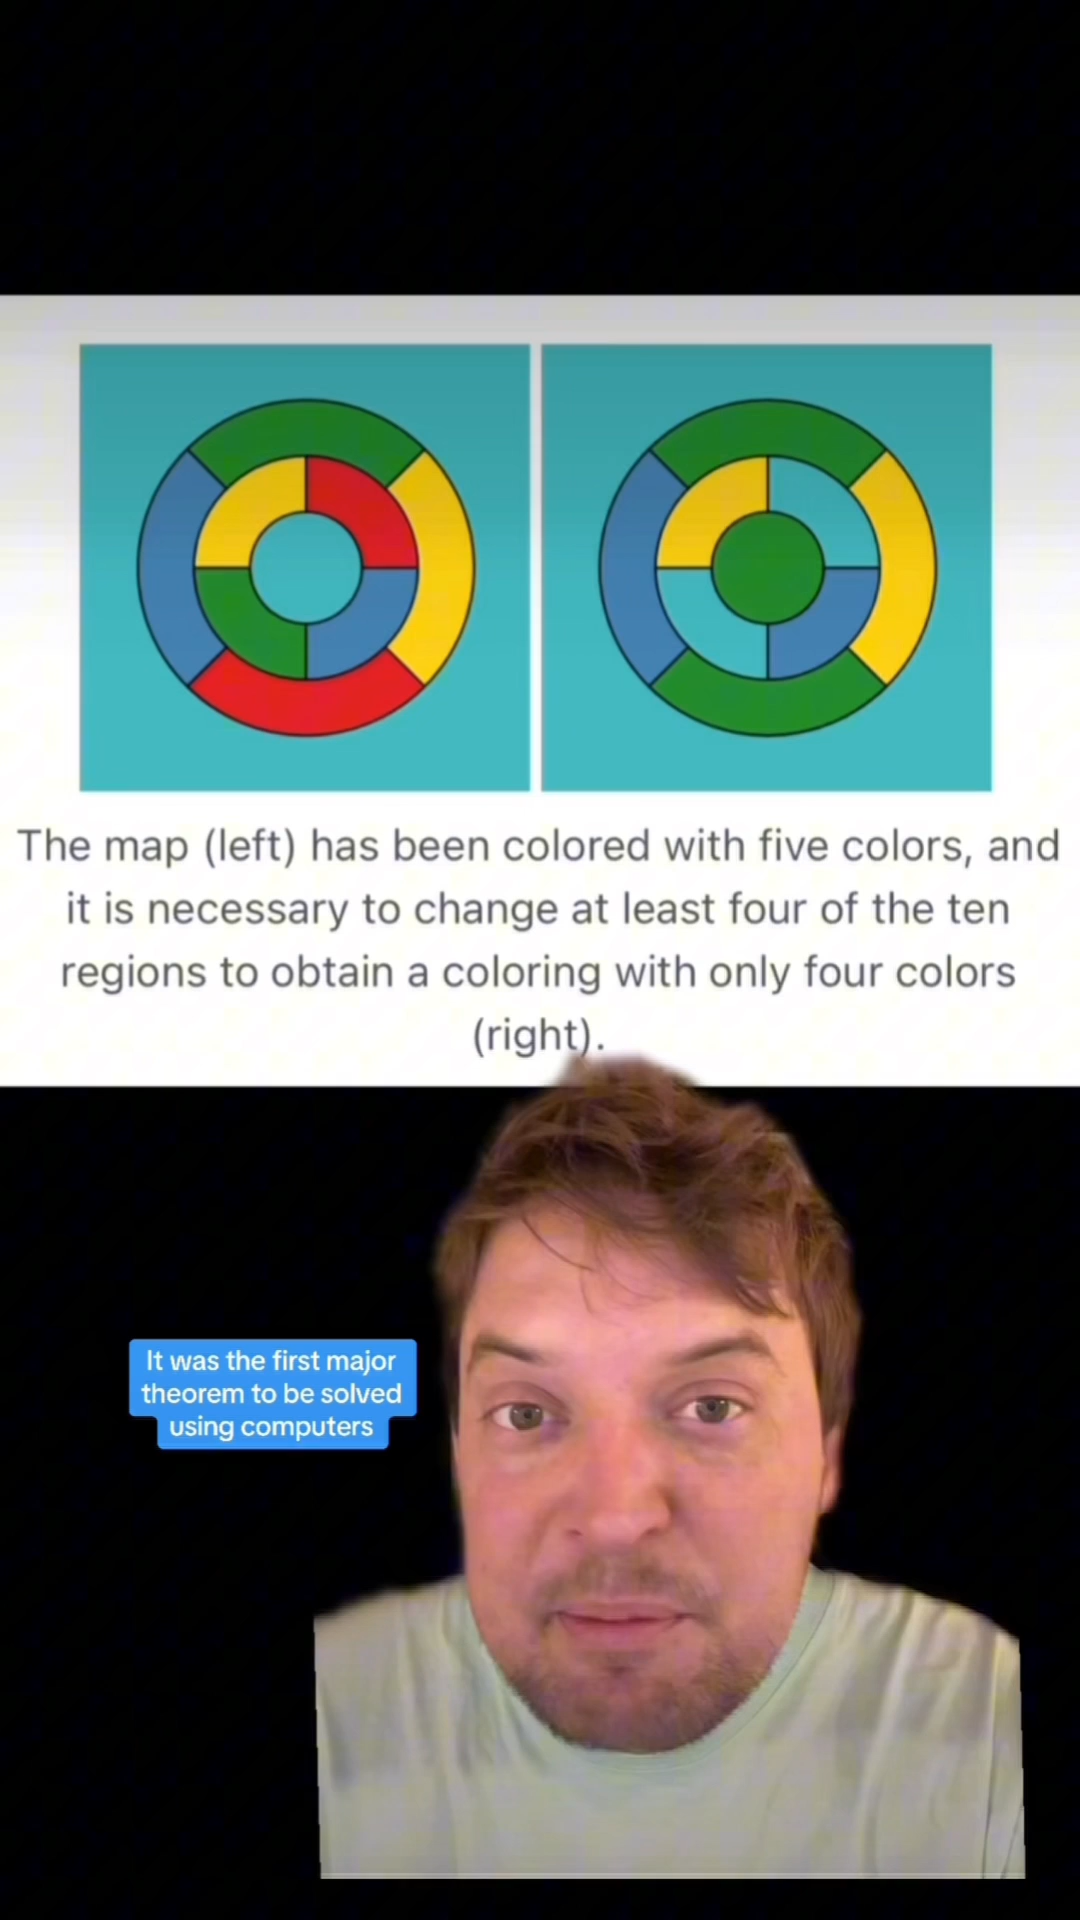 The map (left) has been colored with five colors, and
it is necessary to change at least four of the ten
regions to obtain a coloring with only four colors
(right).
It was the first major
theorem to be solved
using computers